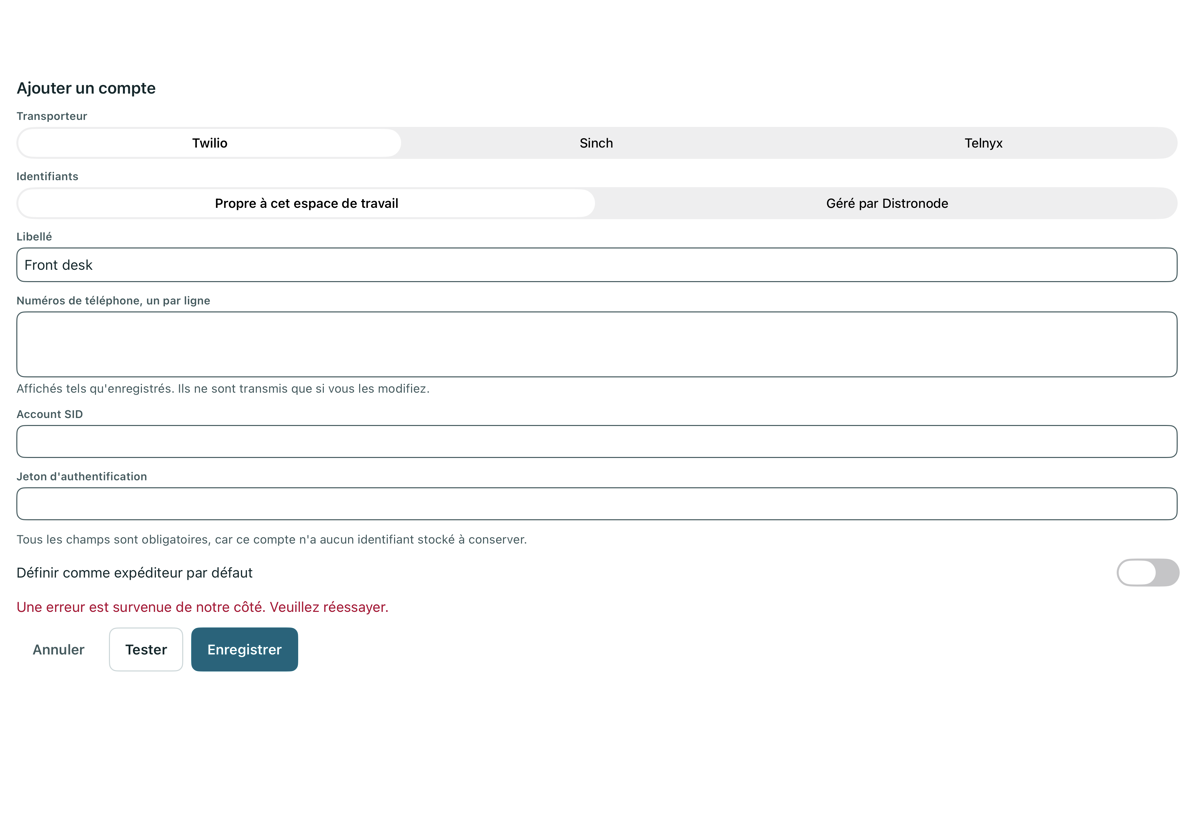 Ajouter un compte
Transporteur
Twilio
Sinch
Telnyx
Identifiants
Propre à cet espace de travail
Géré par Distronode
Libellé
Front desk
Numéros de téléphone, un par ligne
Affichés tels qu'enregistrés. Ils ne sont transmis que si vous les modifiez.
Account SID
Jeton d'authentification
Tous les champs sont obligatoires, car ce compte n'a aucun identifiant stocké à conserver.
Définir comme expéditeur par défaut
Une erreur est survenue de notre côté. Veuillez réessayer.
Annuler
Tester
Enregistrer